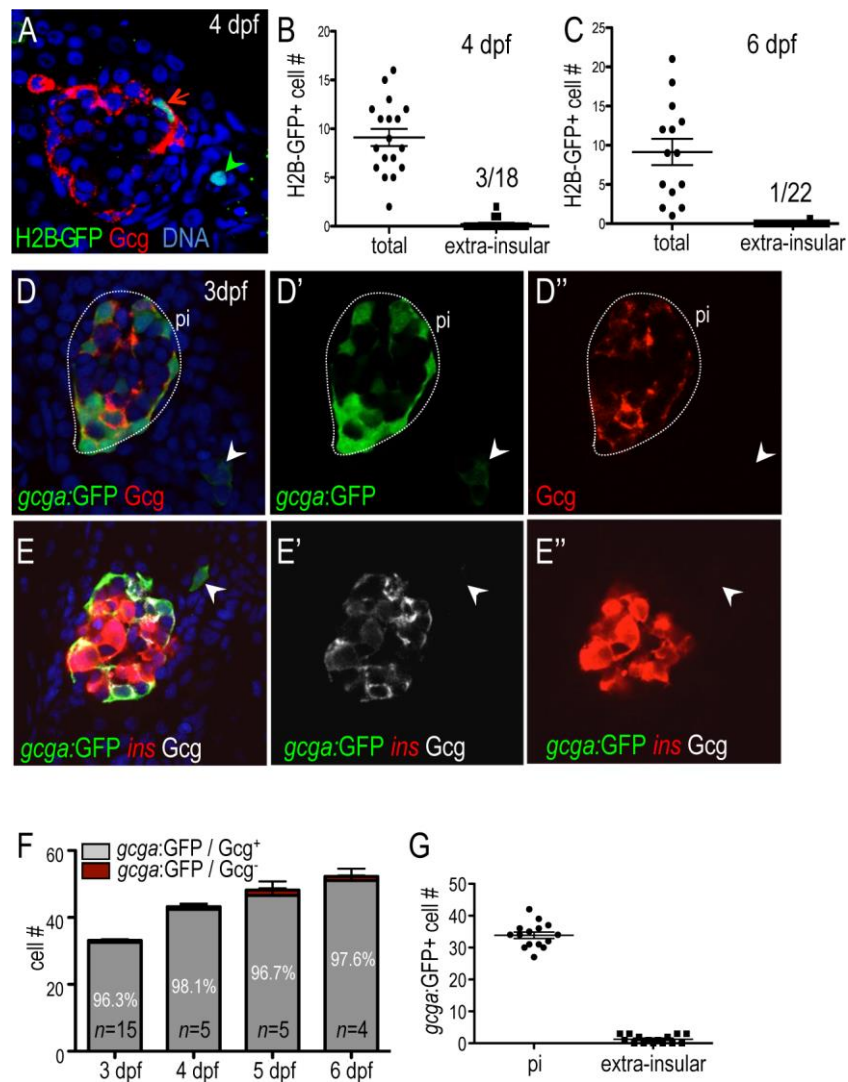 A
4 dpf
H2B-GFP Gcg DNA
B
4 dpf
H2B-GFP+ cell #
20
15
10
5
0
3/18
total
extra-insular
C
6 dpf
H2B-GFP+ cell #
25
20
15
10
5
0
1/22
total
extra-insular
D
3dpf
pi
gcga:GFP Gcg
D'
gcga:GFP
D"
pi
Gcg
E
gcga:GFP ins Gcg
E'
gcga:GFP ins Gcg
E"
gcga:GFP ins Gcg
F
gcga:GFP / Gcg+
gcga:GFP / Gcg-
cell #
60
40
20
0
96.3%
98.1%
96.7%
97.6%
n=15
n=5
n=5
n=4
3 dpf
4 dpf
5 dpf
6 dpf
G
gcga:GFP+ cell #
50
40
30
20
10
0
pi
extra-insular